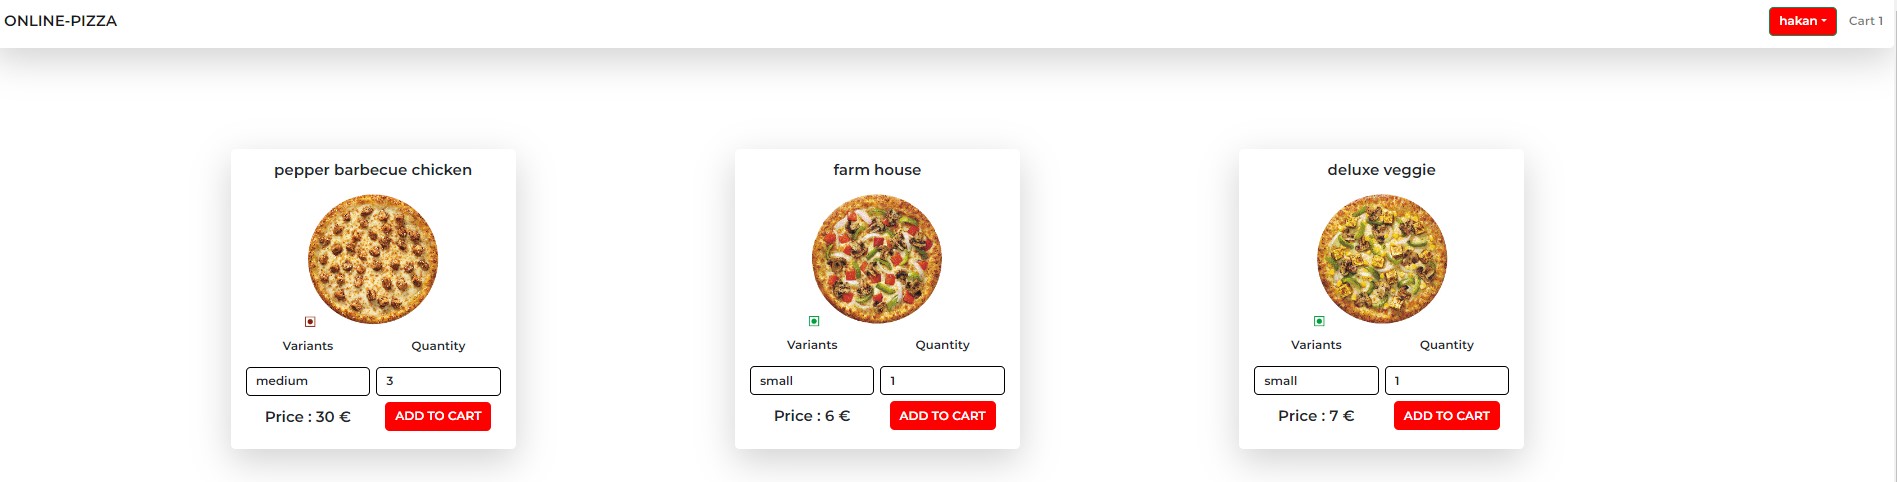 ONLINE-PIZZA
hakan
Cart 1
pepper barbecue chicken
Variants
Quantity
medium
3
Price : 30 €
ADD TO CART
farm house
Variants
Quantity
small
1
Price : 6 €
ADD TO CART
deluxe veggie
Variants
Quantity
small
1
Price : 7 €
ADD TO CART